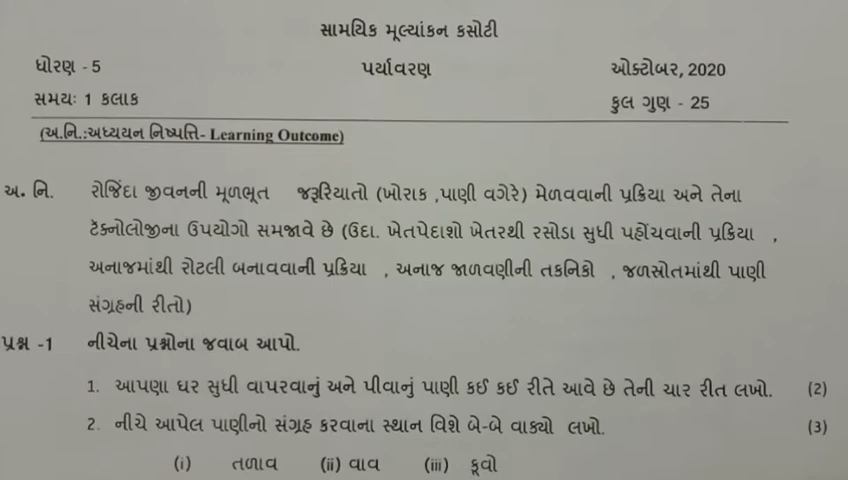 સામયિક મૂલ્યાંકન કસોટી
ધોરણ - 5 પર્યાવરણ ઓક્ટોબર, 2020
સમયઃ 1 કલાક કુલ ગુણ - 25
(અ.નિ.:અધ્યયન નિષ્પત્તિ- Learning Outcome)
અ. નિ. રોજિંદા જીવનની મૂળભૂત જરૂરિયાતો (ખોરાક ,પાણી વગેરે) મેળવવાની પ્રક્રિયા અને તેના
ટૅક્નોલોજીના ઉપયોગો સમજાવે છે (ઉદા. ખેતપેદાશો ખેતરથી રસોડા સુધી પહોંચવાની પ્રક્રિયા ,
અનાજમાંથી રોટલી બનાવવાની પ્રક્રિયા , અનાજ જાળવણીની તકનિકો , જળસ્રોતમાંથી પાણી
સંગ્રહની રીતો)
પ્રશ્ન -1 નીચેના પ્રશ્નોના જવાબ આપો.
1. આપણા ઘર સુધી વાપરવાનું અને પીવાનું પાણી કઈ કઈ રીતે આવે છે તેની ચાર રીત લખો. (2)
2. નીચે આપેલ પાણીનો સંગ્રહ કરવાના સ્થાન વિશે બે-બે વાક્યો લખો. (3)
(i) તળાવ (ii) વાવ (iii) કૂવો